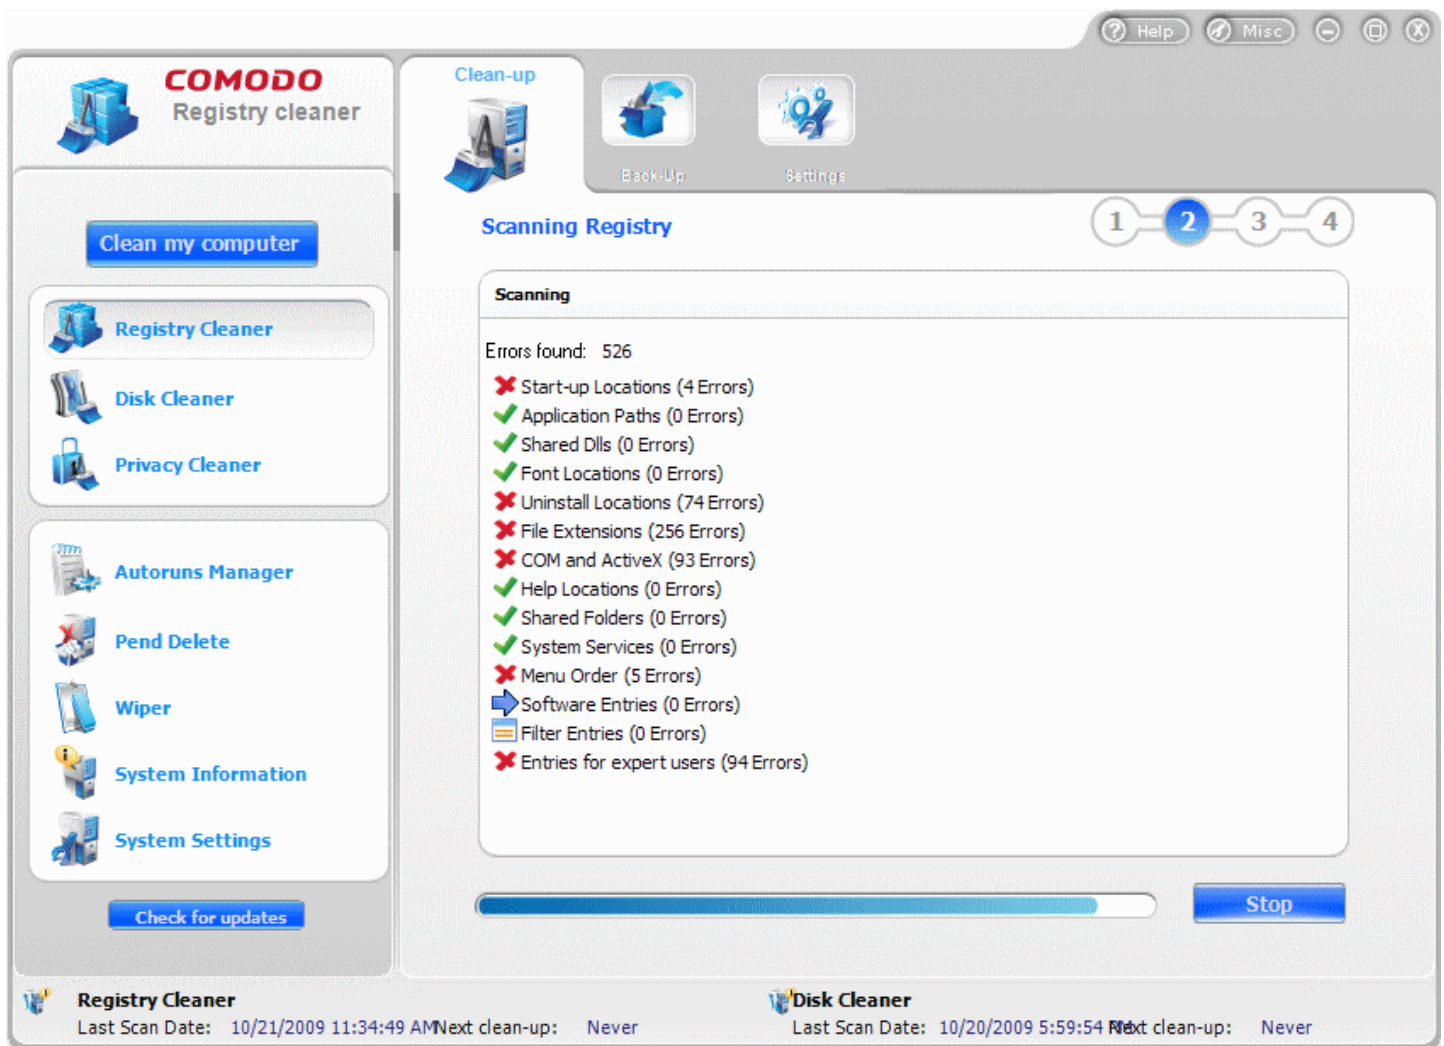 Help
Misc
COMODO
Registry cleaner
Clean-up
Back-Up
Settings
Clean my computer
Registry Cleaner
Disk Cleaner
Privacy Cleaner
Autoruns Manager
Pend Delete
Wiper
System Information
System Settings
Check for updates
Scanning Registry
1 2 3 4
Scanning
Errors found: 526
Start-up Locations (4 Errors)
Application Paths (0 Errors)
Shared Dlls (0 Errors)
Font Locations (0 Errors)
Uninstall Locations (74 Errors)
File Extensions (256 Errors)
COM and ActiveX (93 Errors)
Help Locations (0 Errors)
Shared Folders (0 Errors)
System Services (0 Errors)
Menu Order (5 Errors)
Software Entries (0 Errors)
Filter Entries (0 Errors)
Entries for expert users (94 Errors)
Stop
Registry Cleaner
Last Scan Date: 10/21/2009 11:34:49 AM Next clean-up: Never
Disk Cleaner
Last Scan Date: 10/20/2009 5:59:54 Next clean-up: Never